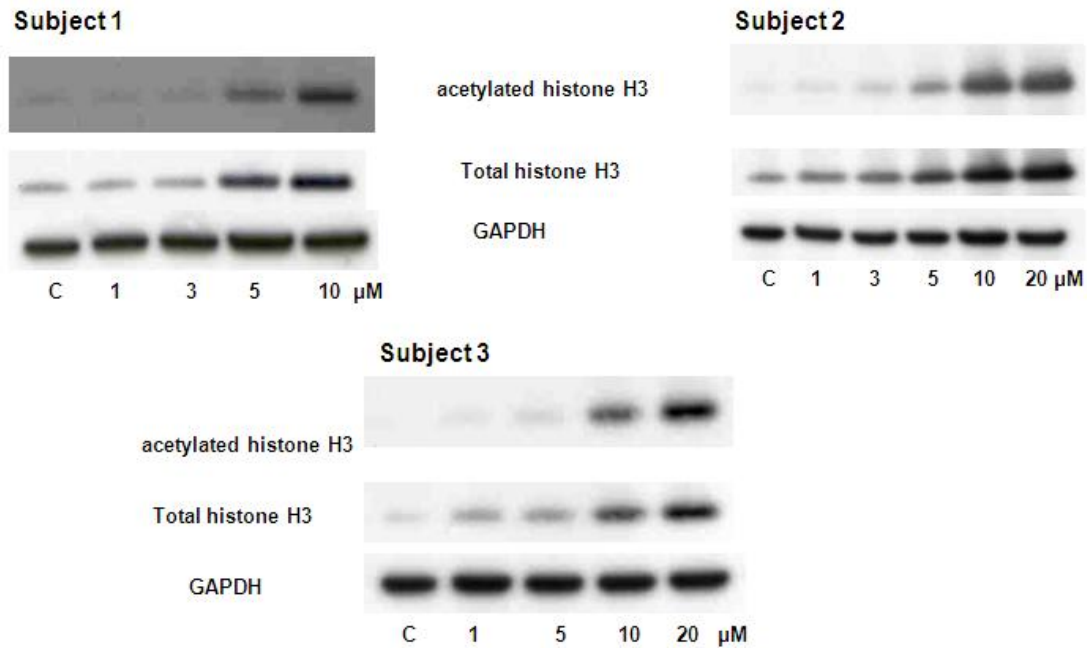 Subject 1
Subject 2
acetylated histone H3
Total histone H3
GAPDH
C 1 3 5 10 µM
C 1 3 5 10 20 µM
Subject 3
acetylated histone H3
Total histone H3
GAPDH
C 1 5 10 20 µM